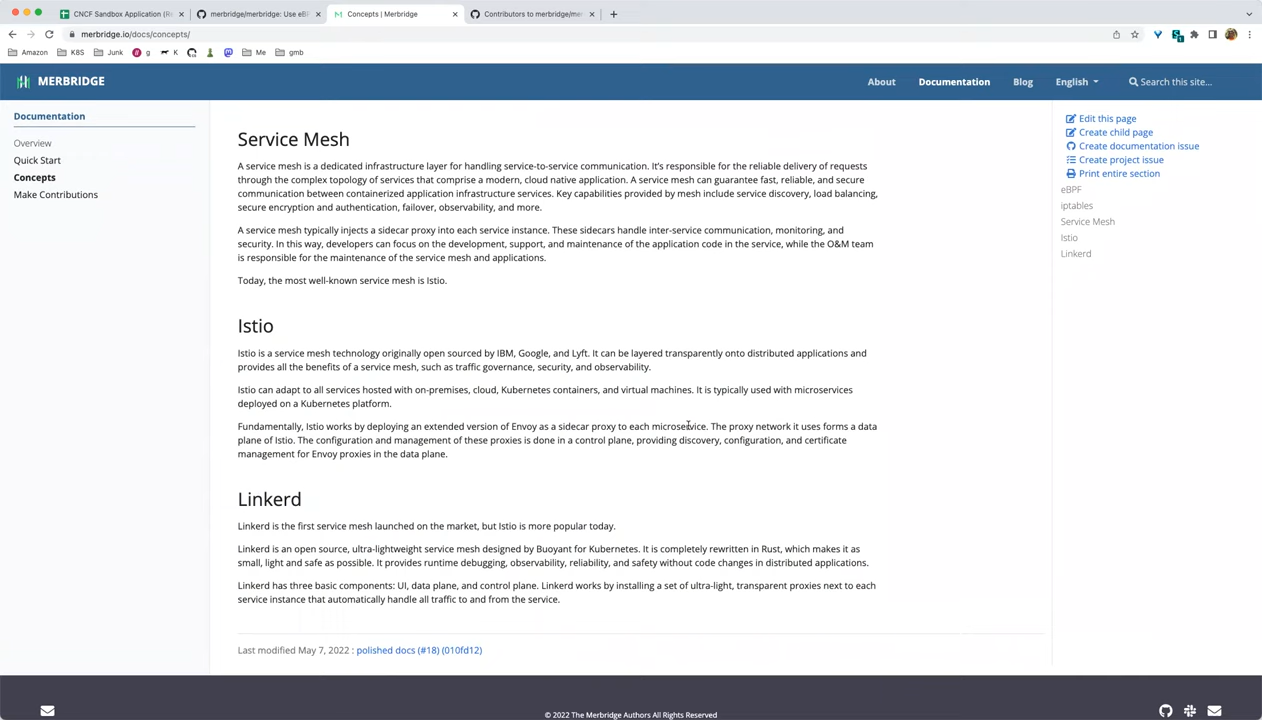 CNCF Sandbox Application (Re
merbridge/merbridge: Use eBP
Concepts | Merbridge
Contributors to merbridge/mer
merbridge.io/docs/concepts/
Amazon
K8S
Junk
g
K
Me
gmb
MERBRIDGE
About
Documentation
Blog
English
Search this site…
Documentation
Overview
Quick Start
Concepts
Make Contributions
Service Mesh
A service mesh is a dedicated infrastructure layer for handling service-to-service communication. It's responsible for the reliable delivery of requests
through the complex topology of services that comprise a modern, cloud native application. A service mesh can guarantee fast, reliable, and secure
communication between containerized application infrastructure services. Key capabilities provided by mesh include service discovery, load balancing,
secure encryption and authentication, failover, observability, and more.
A service mesh typically injects a sidecar proxy into each service instance. These sidecars handle inter-service communication, monitoring, and
security. In this way, developers can focus on the development, support, and maintenance of the application code in the service, while the O&M team
is responsible for the maintenance of the service mesh and applications.
Today, the most well-known service mesh is Istio.
Istio
Istio is a service mesh technology originally open sourced by IBM, Google, and Lyft. It can be layered transparently onto distributed applications and
provides all the benefits of a service mesh, such as traffic governance, security, and observability.
Istio can adapt to all services hosted with on-premises, cloud, Kubernetes containers, and virtual machines. It is typically used with microservices
deployed on a Kubernetes platform.
Fundamentally, Istio works by deploying an extended version of Envoy as a sidecar proxy to each microservice. The proxy network it uses forms a data
plane of Istio. The configuration and management of these proxies is done in a control plane, providing discovery, configuration, and certificate
management for Envoy proxies in the data plane.
Linkerd
Linkerd is the first service mesh launched on the market, but Istio is more popular today.
Linkerd is an open source, ultra-lightweight service mesh designed by Buoyant for Kubernetes. It is completely rewritten in Rust, which makes it as
small, light and safe as possible. It provides runtime debugging, observability, reliability, and safety without code changes in distributed applications.
Linkerd has three basic components: UI, data plane, and control plane. Linkerd works by installing a set of ultra-light, transparent proxies next to each
service instance that automatically handle all traffic to and from the service.
Last modified May 7, 2022 : polished docs (#18) (010fd12)
Edit this page
Create child page
Create documentation issue
Create project issue
Print entire section
eBPF
iptables
Service Mesh
Istio
Linkerd
© 2022 The Merbridge Authors All Rights Reserved